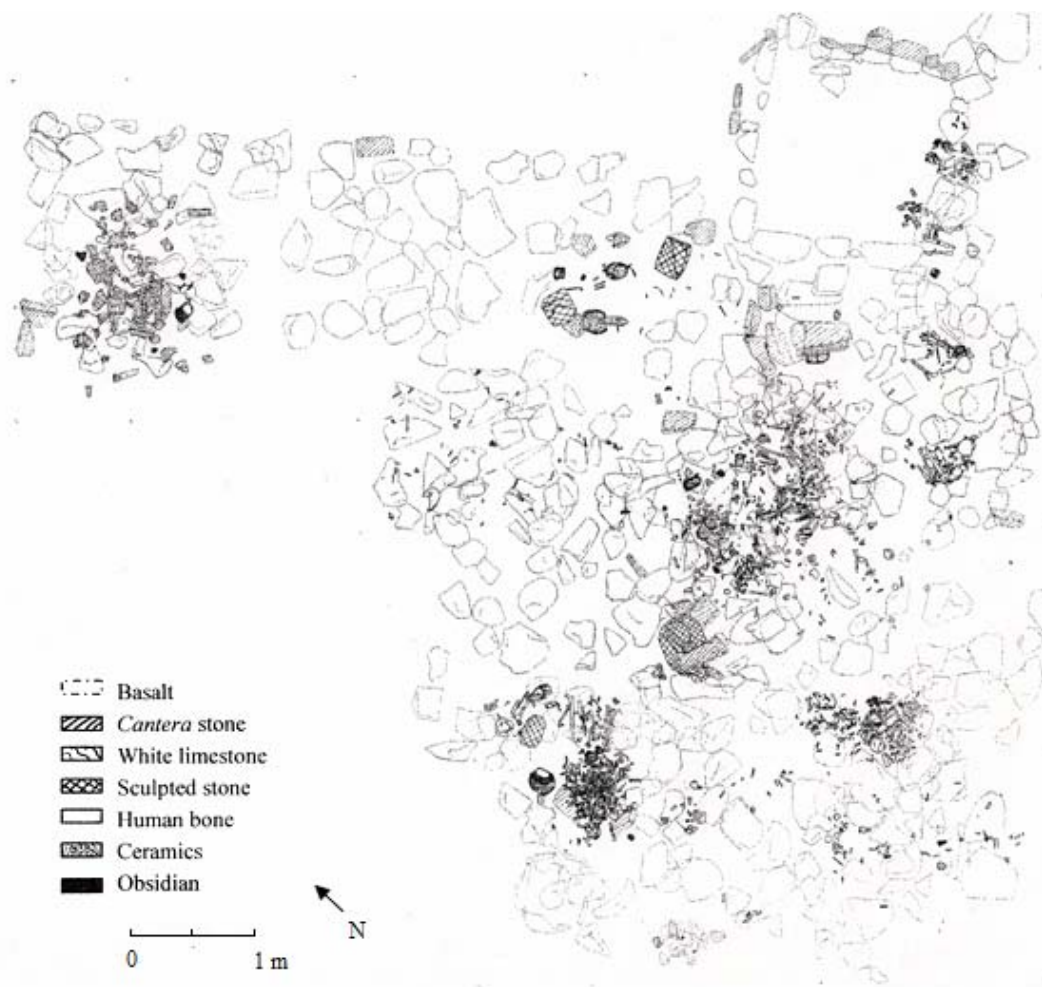 Basalt
Cantera stone
White limestone
Sculpted stone
Human bone
Ceramics
Obsidian
N
0 1 m